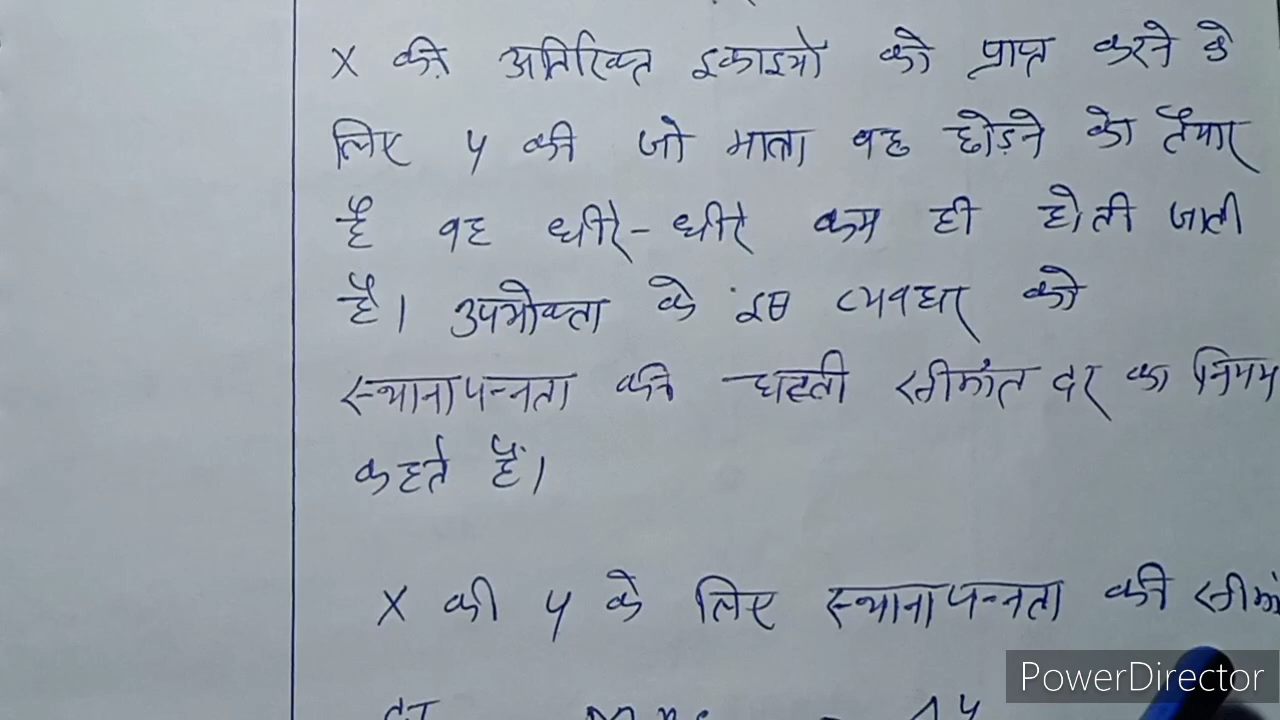 X की अतिरिक्त इकाइयों को प्राप्त करने के
लिए y की जो मात्रा वह छोड़ने को तैयार
है वह धीरे-धीरे कम ही होती जाती
है। उपभोक्ता के इस व्यवहार को
स्थानापन्नता की घटती सीमांत दर का नियम
कहते हैं।
X की y के लिए स्थानापन्नता की
PowerDirector